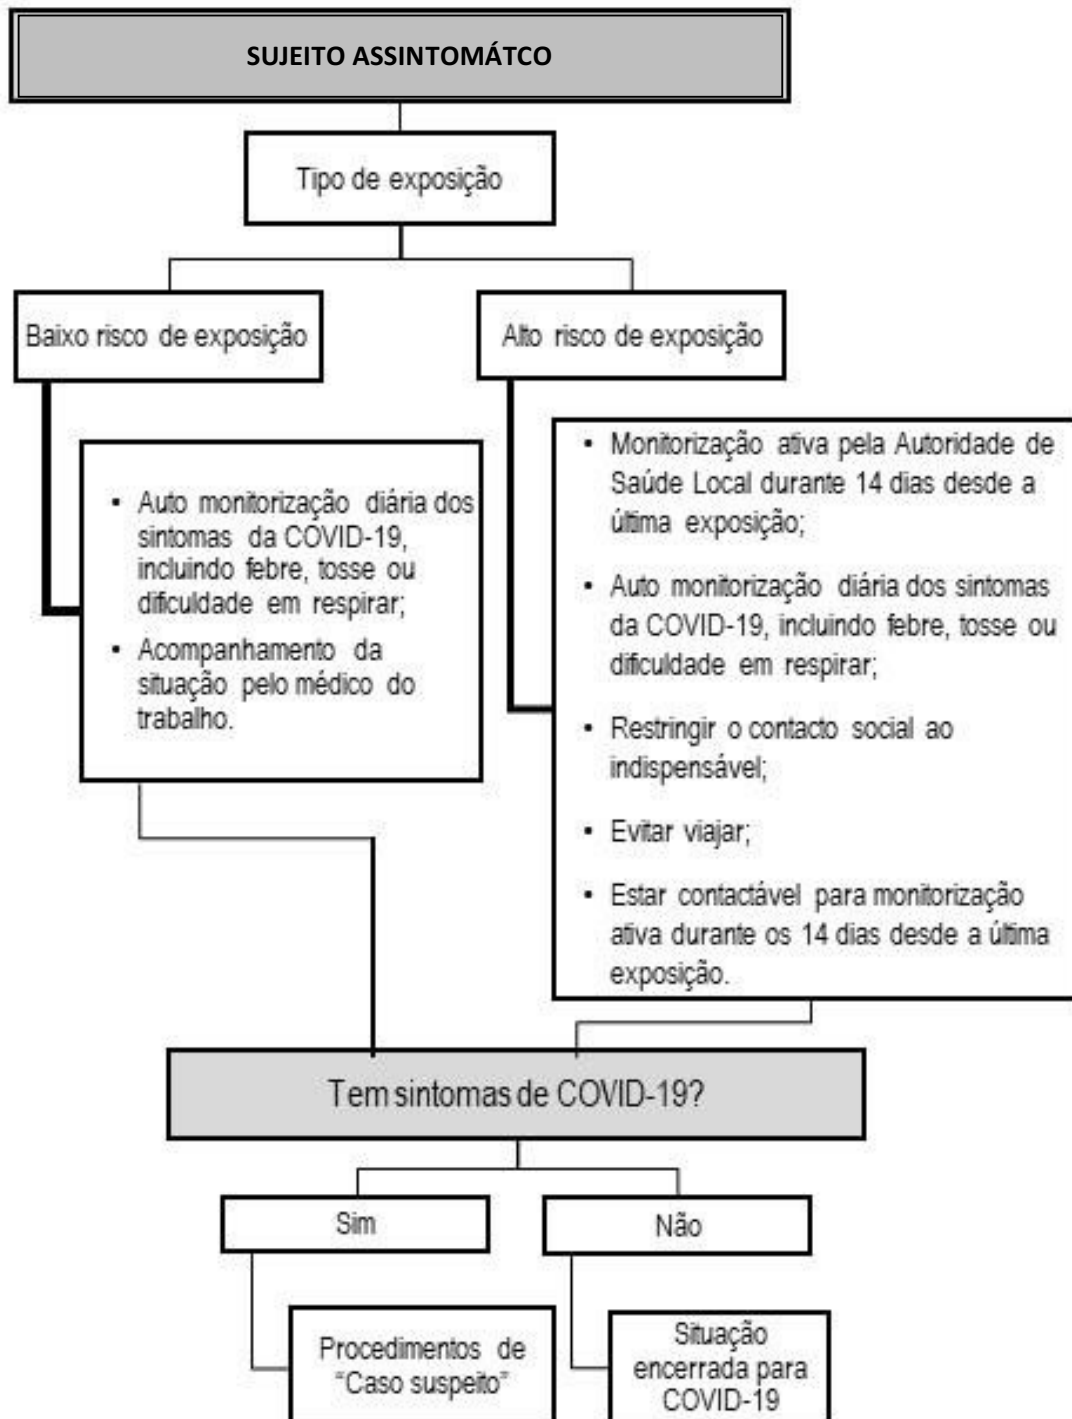 SUJEITO ASSINTOMÁTCO
Tipo de exposição
Baixo risco de exposição
Alto risco de exposição
▪ Auto monitorização diária dos
sintomas da COVID-19,
incluindo febre, tosse ou
dificuldade em respirar;
▪ Acompanhamento da
situação pelo médico do
trabalho.
▪ Monitorização ativa pela Autoridade de
Saúde Local durante 14 dias desde a
última exposição;
▪ Auto monitorização diária dos sintomas
da COVID-19, incluindo febre, tosse ou
dificuldade em respirar;
▪ Restringir o contacto social ao
indispensável;
▪ Evitar viajar;
▪ Estar contactável para monitorização
ativa durante os 14 dias desde a última
exposição.
Tem sintomas de COVID-19?
Sim
Não
Procedimentos de
“Caso suspeito”
Situação
encerrada para
COVID-19